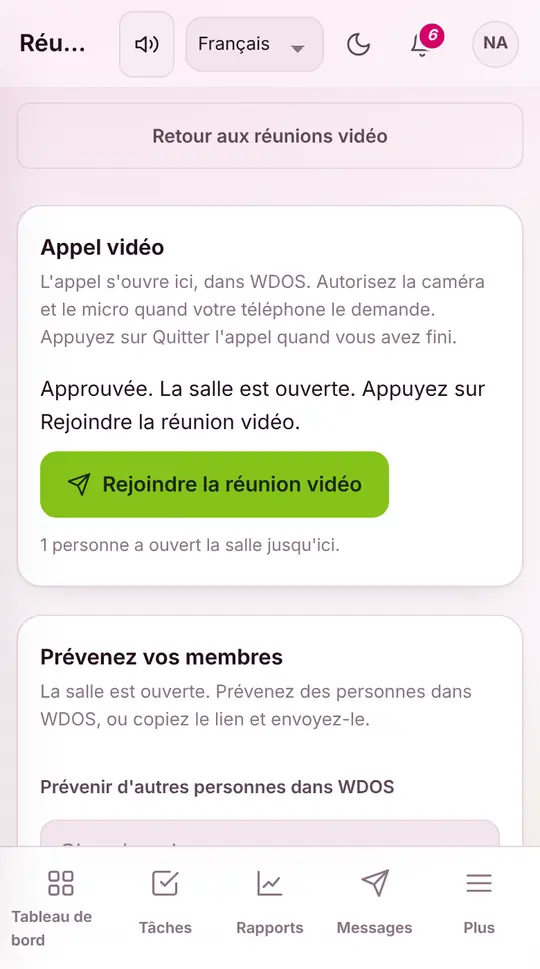 Réu...
Français
6
NA
Retour aux réunions vidéo
Appel vidéo
L'appel s'ouvre ici, dans WDOS. Autorisez la caméra
et le micro quand votre téléphone le demande.
Appuyez sur Quitter l'appel quand vous avez fini.
Approuvée. La salle est ouverte. Appuyez sur
Rejoindre la réunion vidéo.
Rejoindre la réunion vidéo
1 personne a ouvert la salle jusqu'ici.
Prévenez vos membres
La salle est ouverte. Prévenez des personnes dans
WDOS, ou copiez le lien et envoyez-le.
Prévenir d'autres personnes dans WDOS
Tableau de
bord
Tâches
Rapports
Messages
Plus